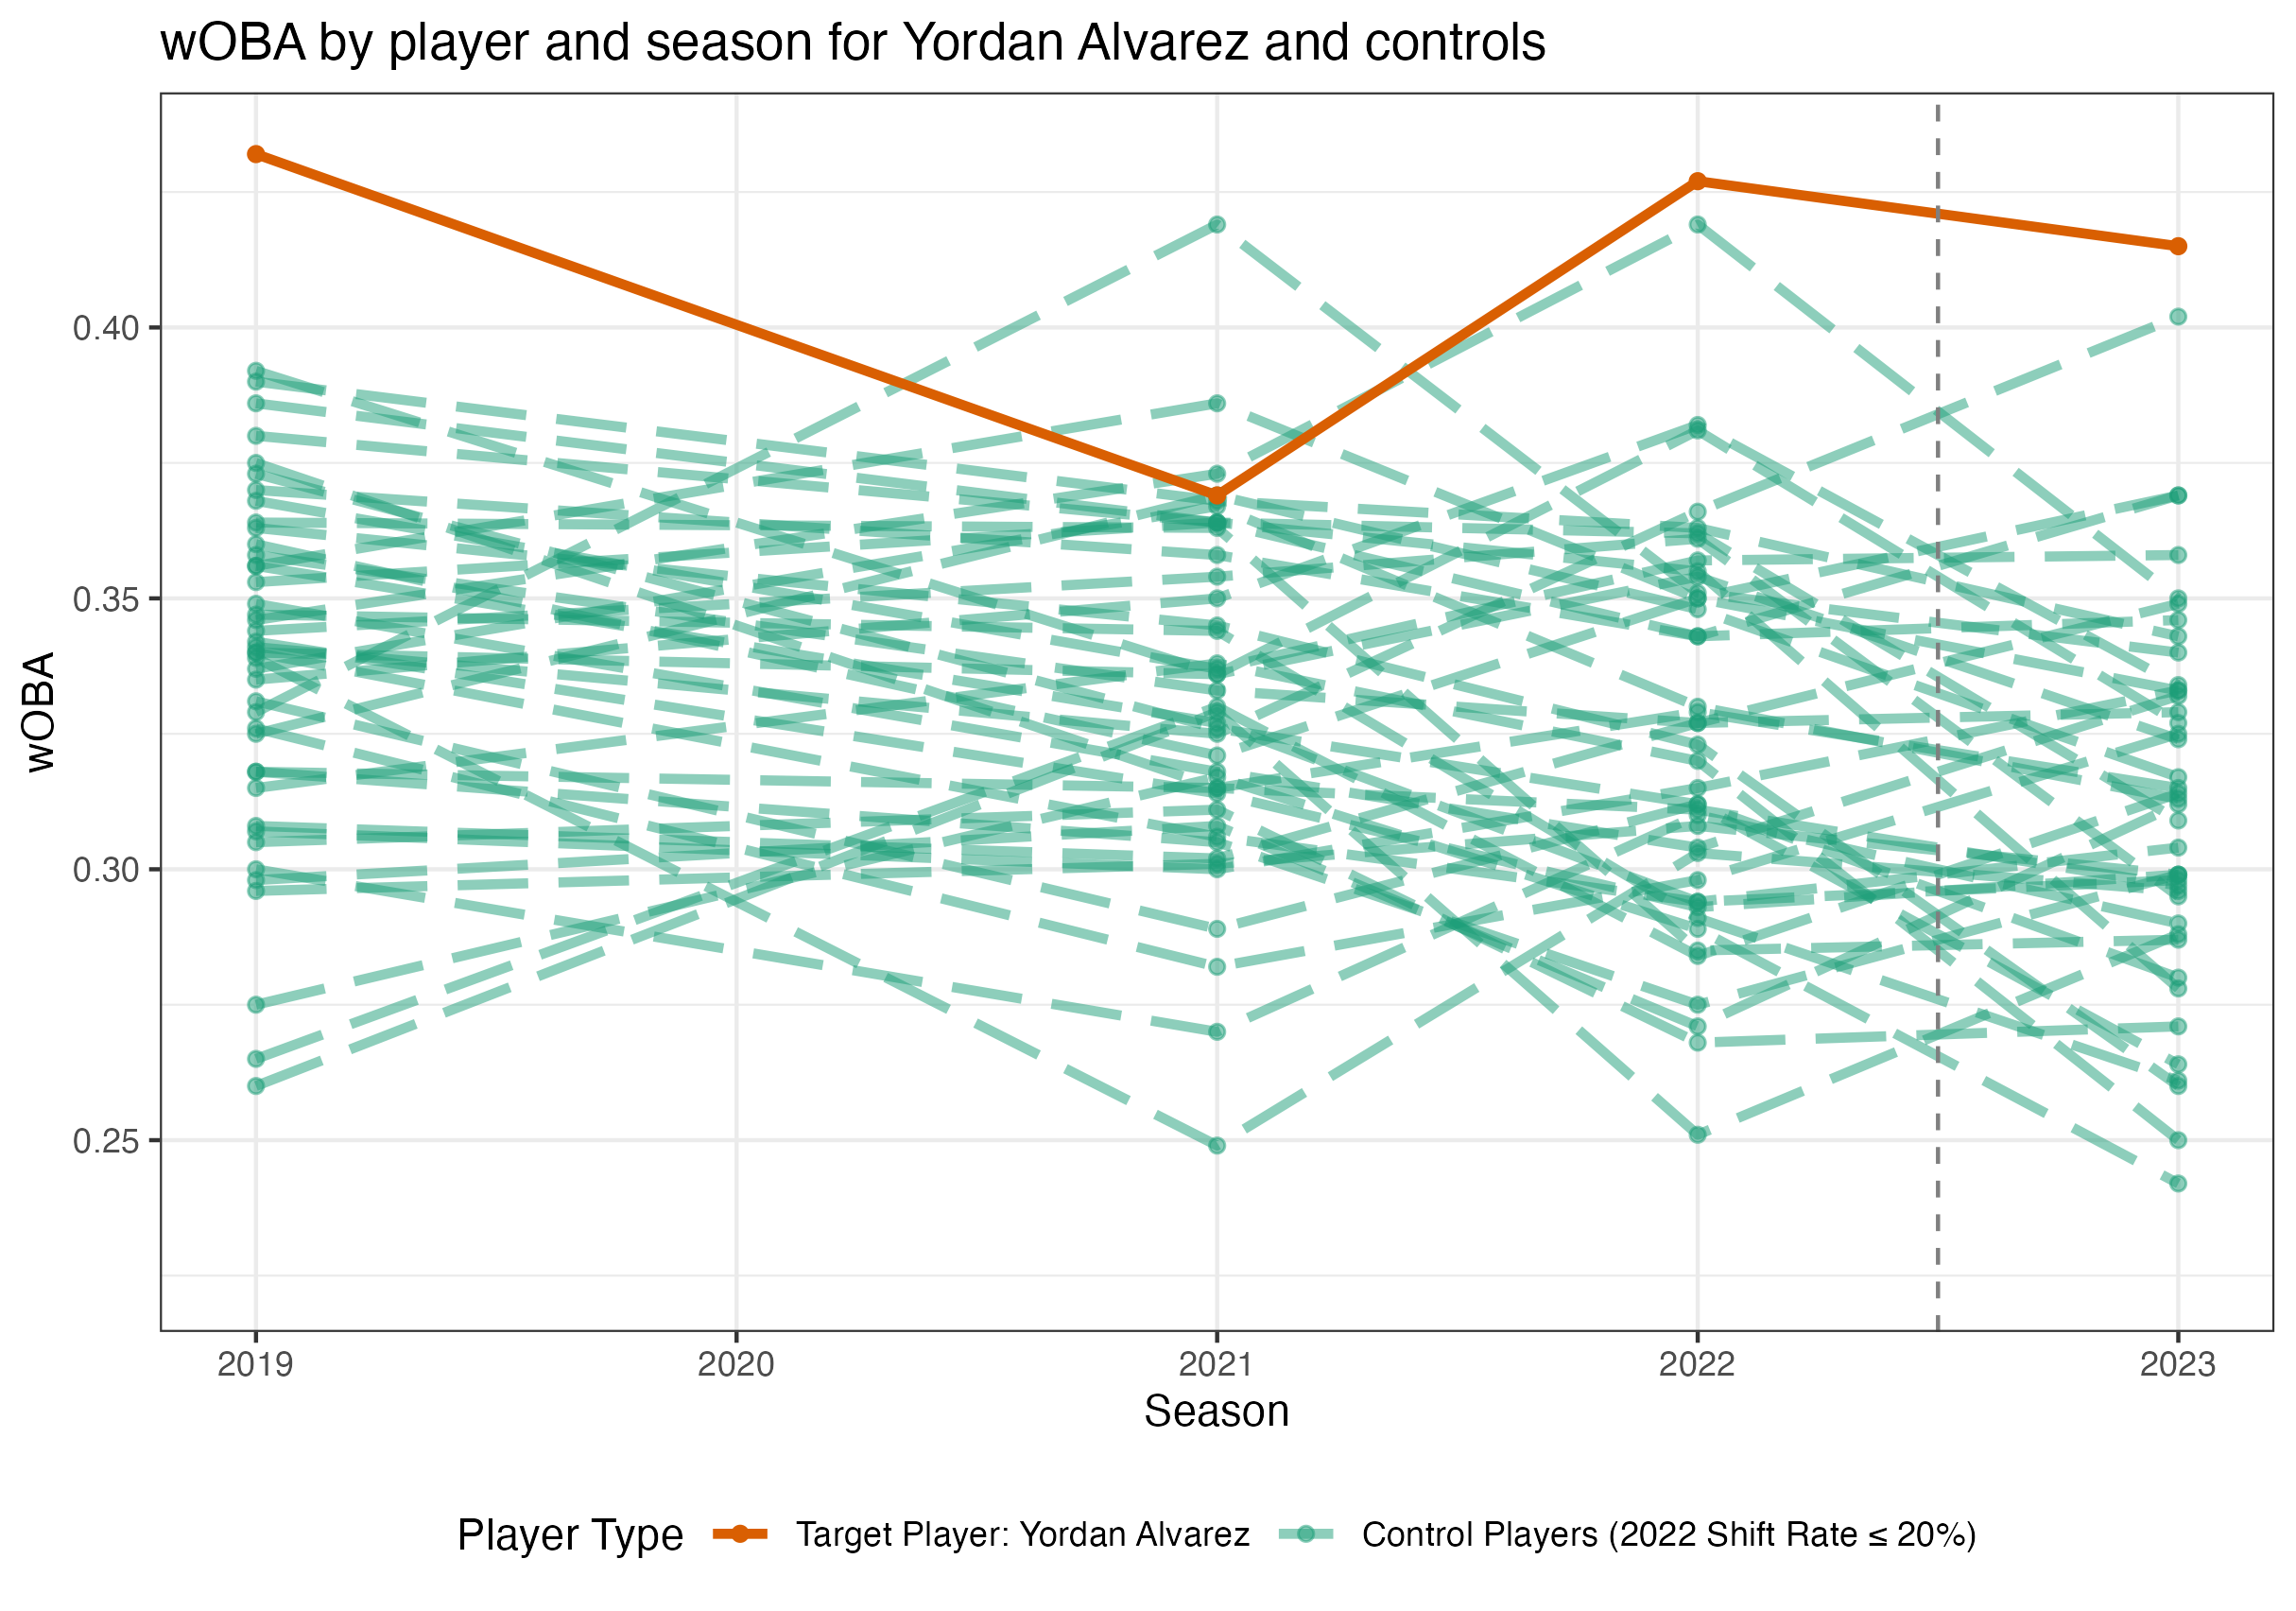 wOBA by player and season for Yordan Alvarez and controls
wOBA
0.40
0.35
0.30
0.25
2019 2020 2021 2022 2023
Season
Player Type Target Player: Yordan Alvarez Control Players (2022 Shift Rate ≤ 20%)